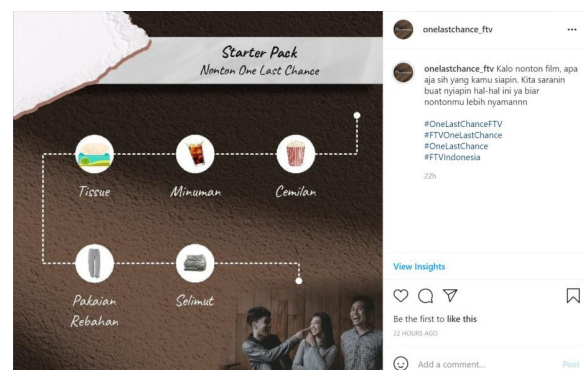 Starter Pack
Nonton One Last Chance
Tissue
Minuman
Cemilan
Pakaian
Rebahan
Selimut
onelastchance_ftv
onelastchance_ftv Kalo nonton film, apa
aja sih yang kamu siapin. Kita saranin
buat nyiapin hal-hal ini ya biar
nontonmu lebih nyamannn
#OneLastChanceFTV
#FTVOneLastChance
#OneLastChance
#FTVIndonesia
22h
View Insights
Be the first to like this
22 HOURS AGO
Add a comment...
Post